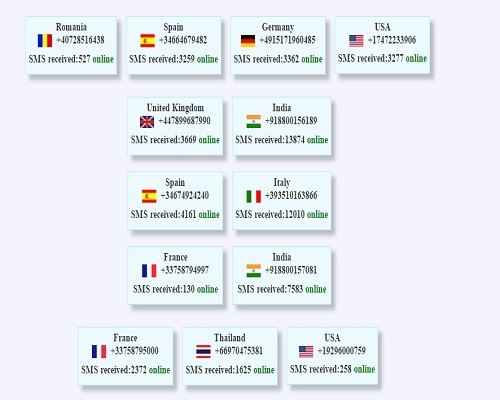 Romania
+40728516438
SMS received:527 online
Spain
+34664679482
SMS received:3259 online
Germany
+4915171960485
SMS received:3362 online
USA
+17472233906
SMS received:3277 online
United Kingdom
+447899687990
SMS received:3669 online
India
+918800156189
SMS received:13874 online
Spain
+34674924240
SMS received:4161 online
Italy
+393510163866
SMS received:12010 online
France
+33758794997
SMS received:130 online
India
+918800157081
SMS received:7583 online
France
+33758795000
SMS received:2372 online
Thailand
+66970475381
SMS received:1625 online
USA
+19296000759
SMS received:258 online